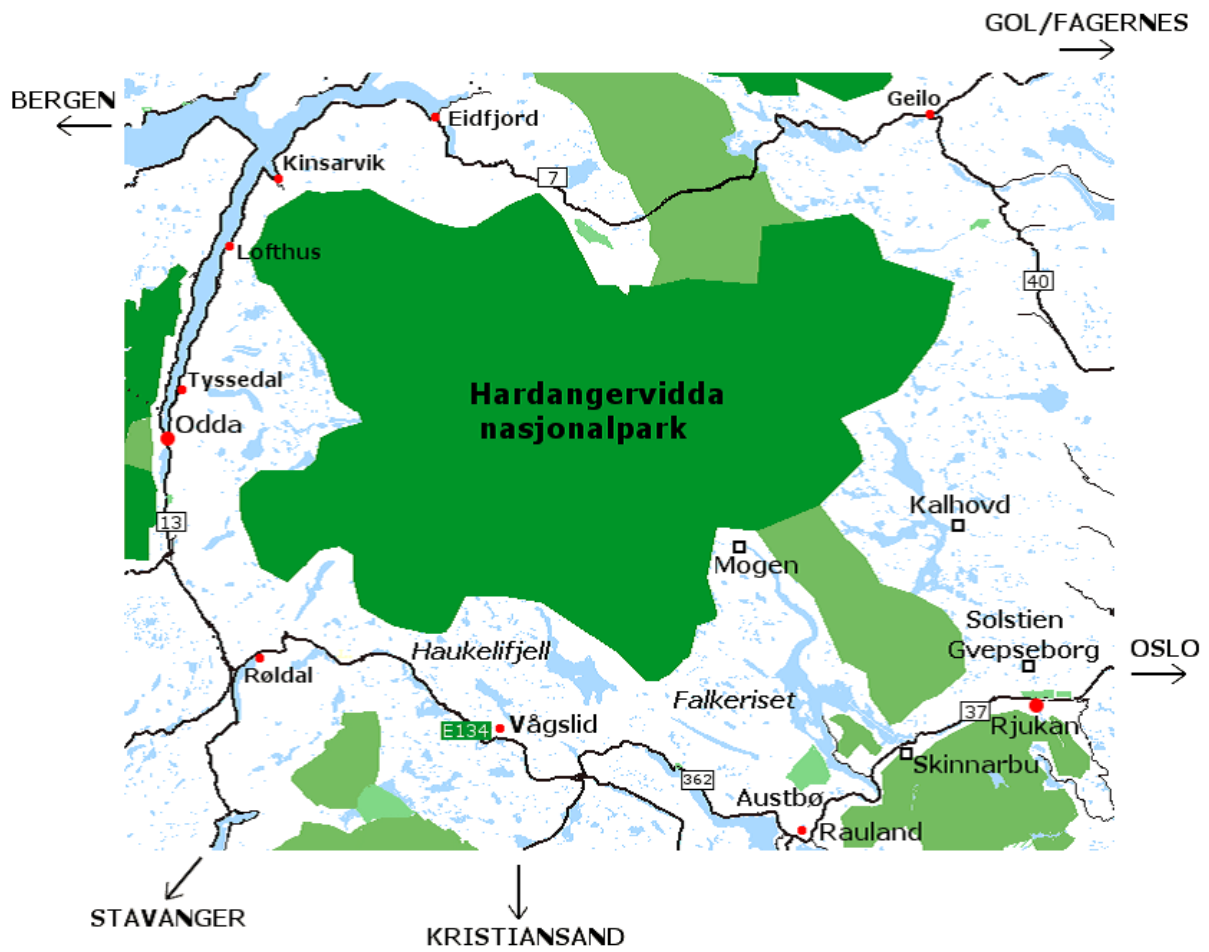 GOL/FAGERNES
BERGEN
Geilo
Eidfjord
Kinsarvik
7
Lofthus
40
Tyssedal
Hardangervidda
nasjonalpark
Odda
Kalhovd
13
Mogen
Solstien
Gvepseborg
OSLO
Haukelifjell
Røldal
Falkeriset
37
Vågslid
E134
Rjukan
Skinnarbu
362
Austbø
Rauland
STAVANGER
KRISTIANSAND